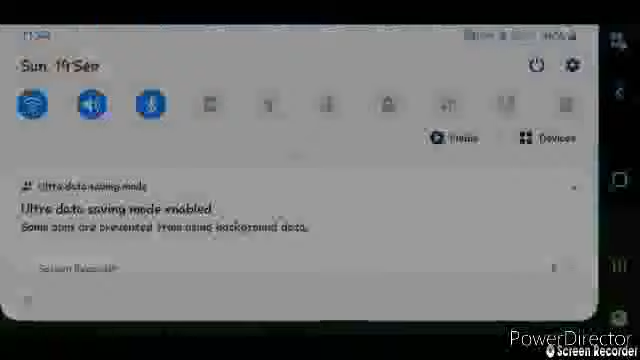 Sun, 19 Sep
Media
Devices
Ultra data saving mode
Ultra data saving mode enabled
Some apps are prevented from using background data.
Screen Recorder
PowerDirector
Screen Recorder